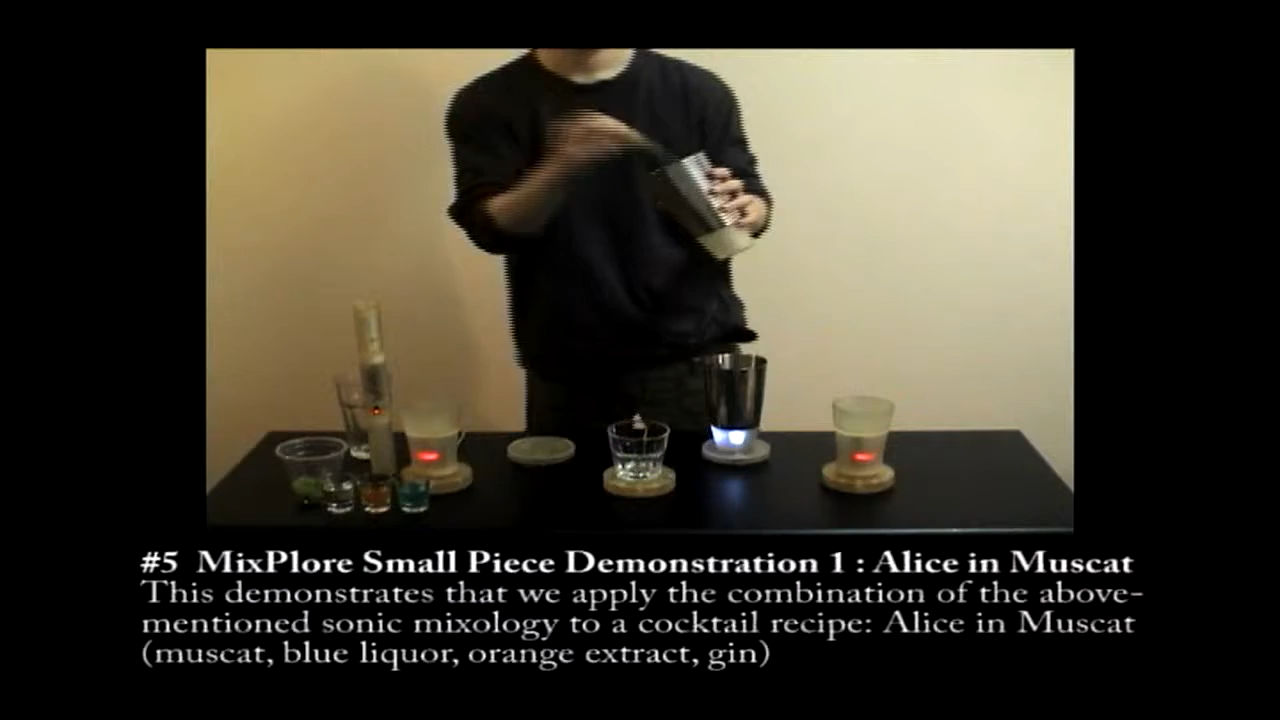 #5 MixPlore Small Piece Demonstration 1 : Alice in Muscat
This demonstrates that we apply the combination of the above-
mentioned sonic mixology to a cocktail recipe: Alice in Muscat
(muscat, blue liquor, orange extract, gin)